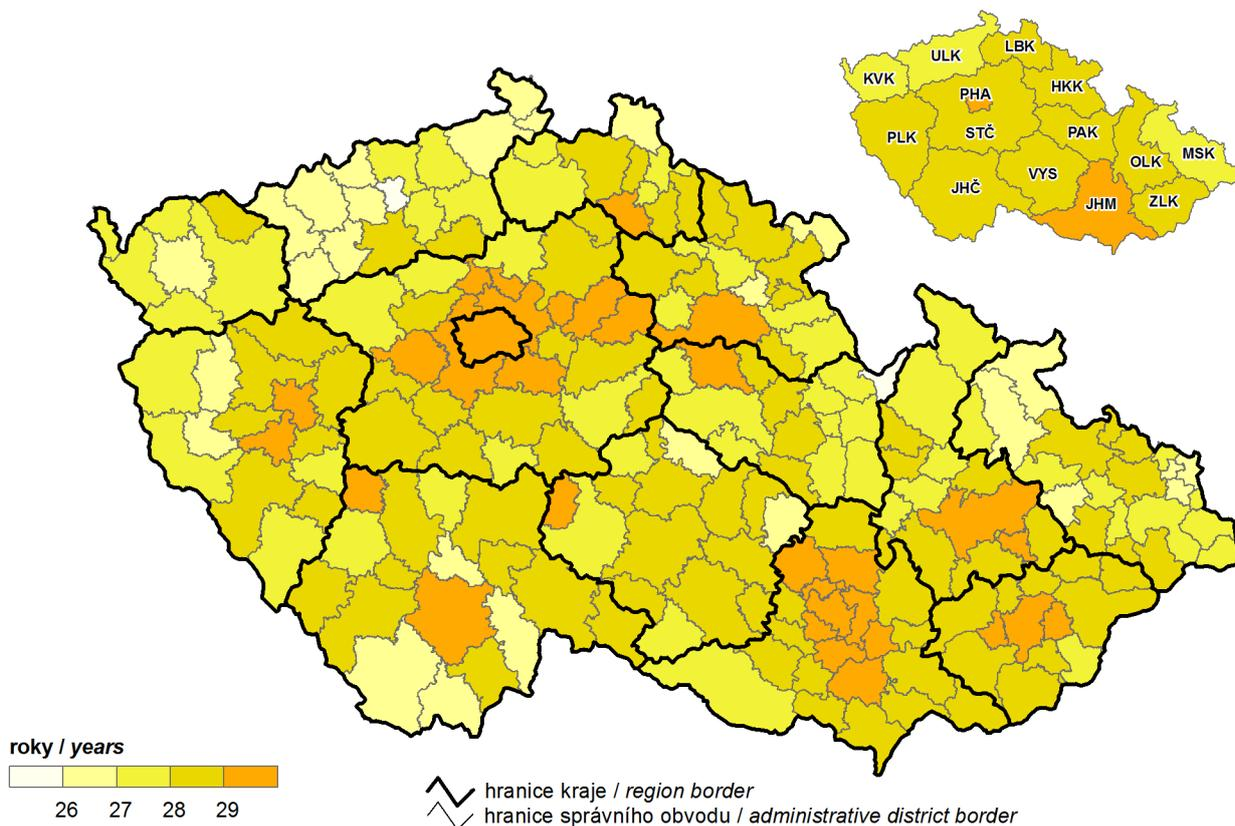 LBK
ULK
KVK
HKK
PHA
STČ
PAK
PLK
MSK
OLK
VYS
JHČ
ZLK
JHM
roky / years
26 27 28 29
hranice kraje / region border
hranice správního obvodu / administrative district border